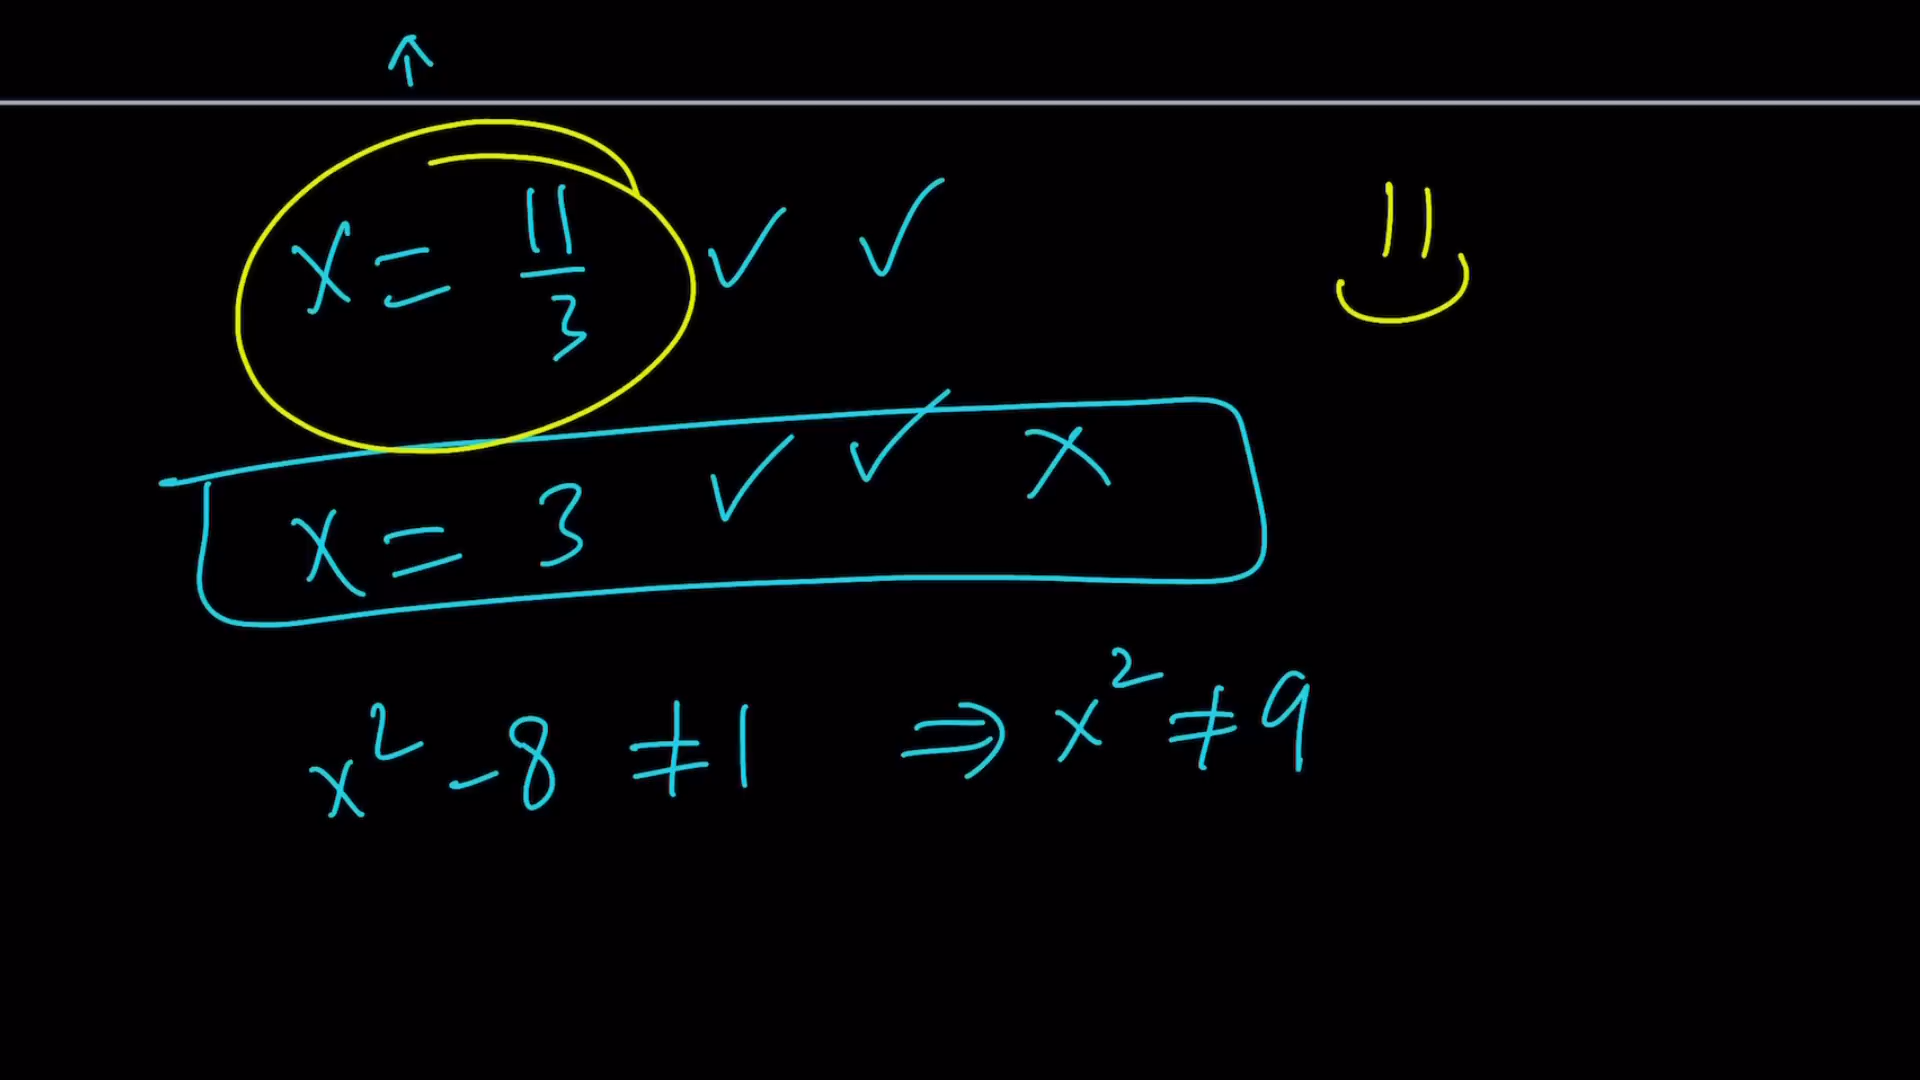 ↑
x = 11/3 ✓ ✓
x = 3 ✓ ✓ x
x² - 8 ≠ 1 ⇒ x² ≠ 9